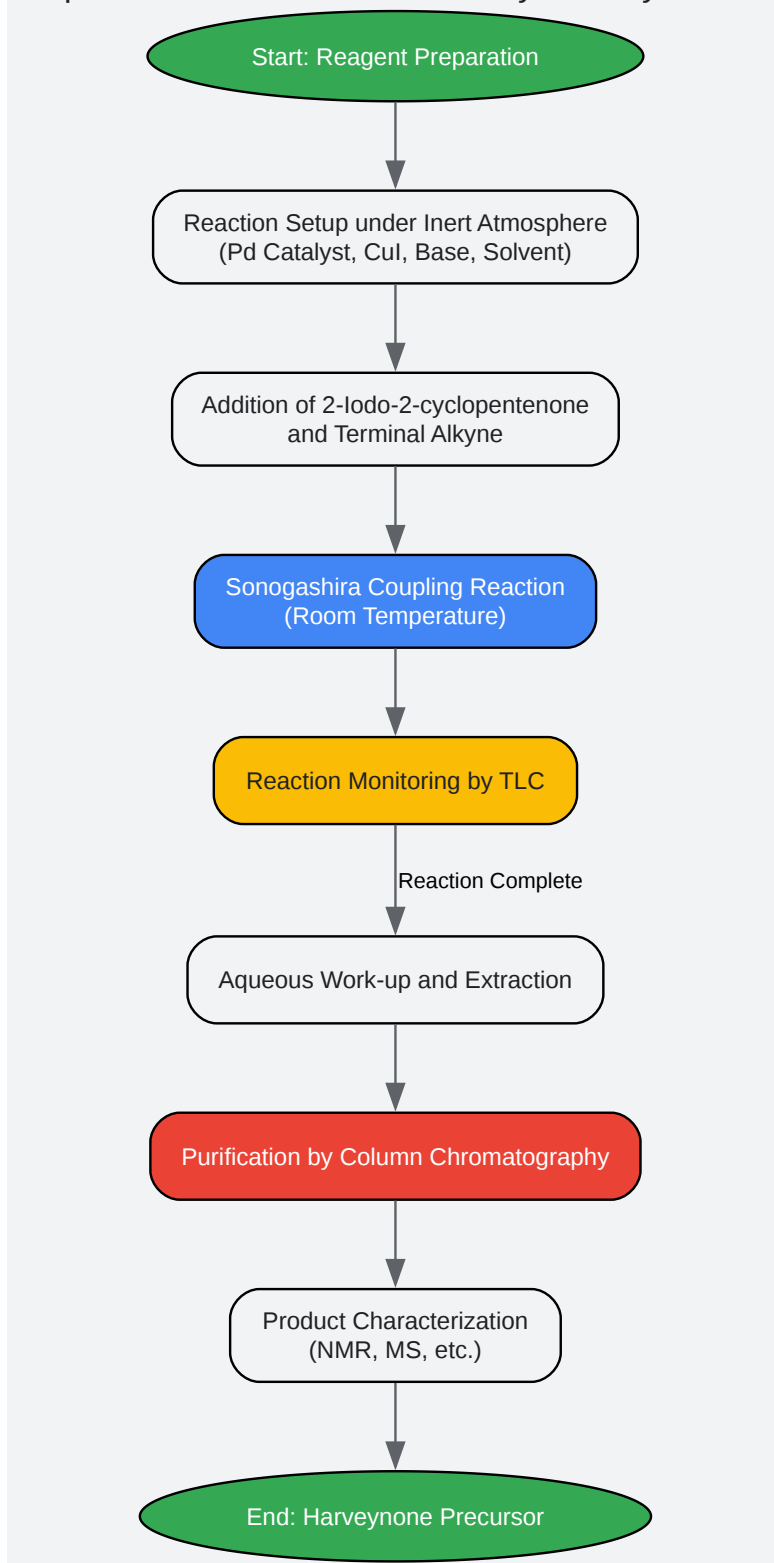 Start: Reagent Preparation
Reaction Setup under Inert Atmosphere
(Pd Catalyst, CuI, Base, Solvent)
Addition of 2-Iodo-2-cyclopentenone
and Terminal Alkyne
Sonogashira Coupling Reaction
(Room Temperature)
Reaction Monitoring by TLC
Reaction Complete
Aqueous Work-up and Extraction
Purification by Column Chromatography
Product Characterization
(NMR, MS, etc.)
End: Harveynone Precursor